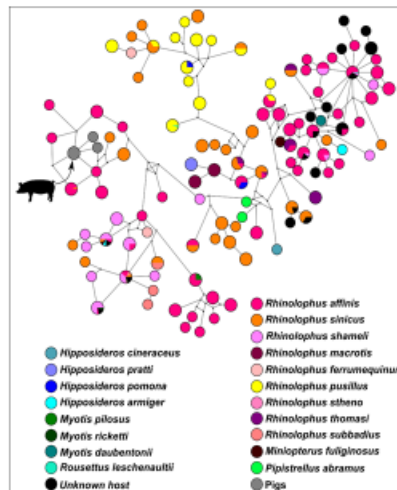 Hipposideros cineraceus
Hipposideros pratti
Hipposideros pomona
Hipposideros armiger
Myotis pilosus
Myotis ricketti
Myotis daubentonii
Rousettus leschenaultii
Unknown host
Rhinolophus affinis
Rhinolophus sinicus
Rhinolophus shameli
Rhinolophus macrotis
Rhinolophus ferrumequinum
Rhinolophus pusillus
Rhinolophus stheno
Rhinolophus thomasi
Rhinolophus subbadius
Miniopterus fuliginosus
Pipistrellus abramus
Pigs